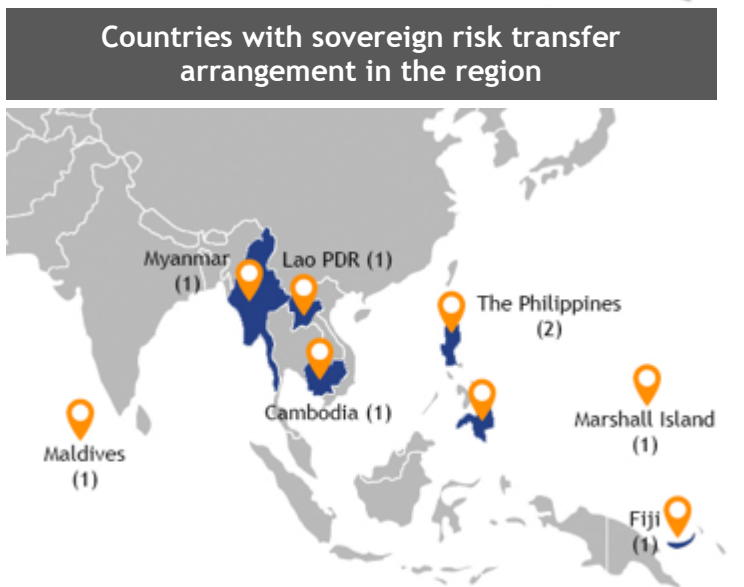 Countries with sovereign risk transfer
arrangement in the region
Myanmar
(1)
Lao PDR (1)
The Philippines
(2)
Cambodia (1)
Marshall Island
(1)
Maldives
(1)
Fiji
(1)